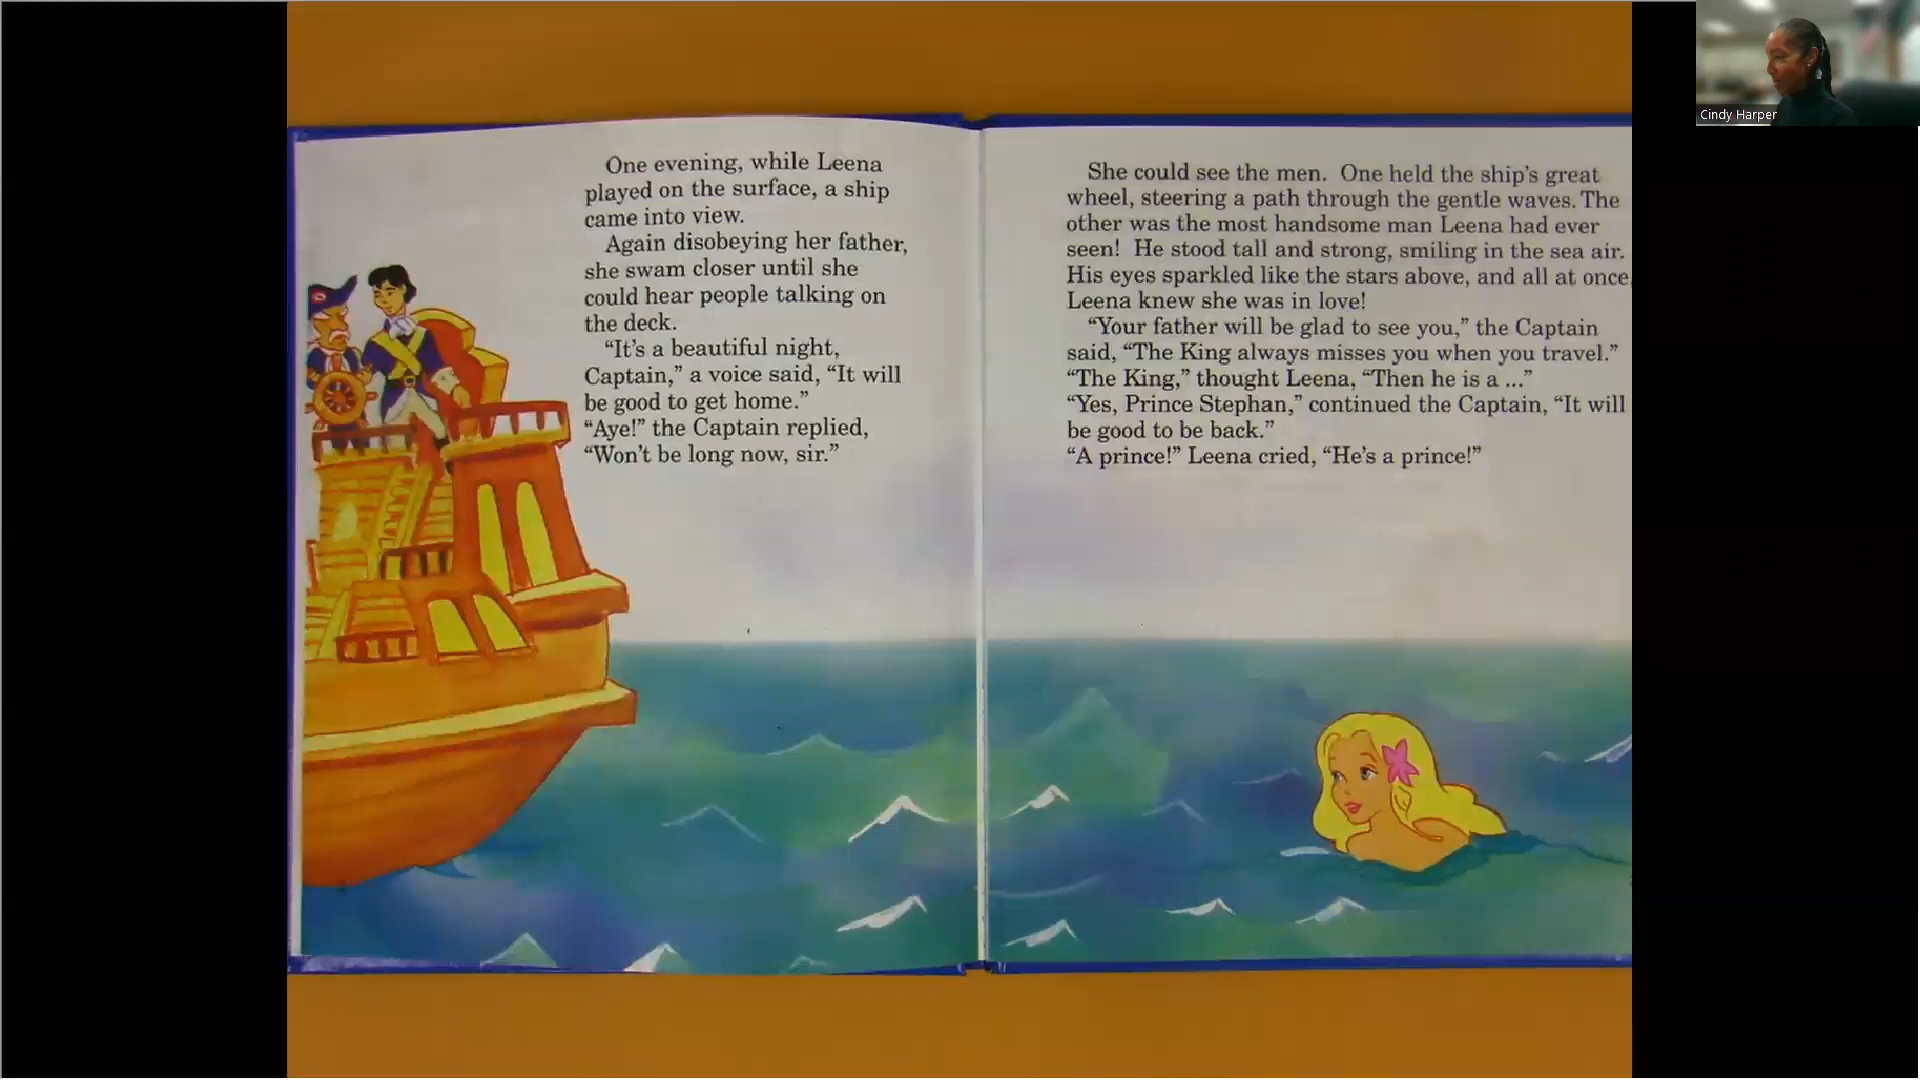 One evening, while Leena
played on the surface, a ship
came into view.
Again disobeying her father,
she swam closer until she
could hear people talking on
the deck.
“It's a beautiful night,
Captain,” a voice said, “It will
be good to get home.”
“Aye!” the Captain replied,
“Won't be long now, sir.”
She could see the men. One held the ship's great
wheel, steering a path through the gentle waves. The
other was the most handsome man Leena had ever
seen! He stood tall and strong, smiling in the sea air.
His eyes sparkled like the stars above, and all at once,
Leena knew she was in love!
“Your father will be glad to see you,” the Captain
said, “The King always misses you when you travel.”
“The King,” thought Leena, “Then he is a ...”
“Yes, Prince Stephan,” continued the Captain, “It will
be good to be back.”
“A prince!” Leena cried, “He's a prince!”
Cindy Harper